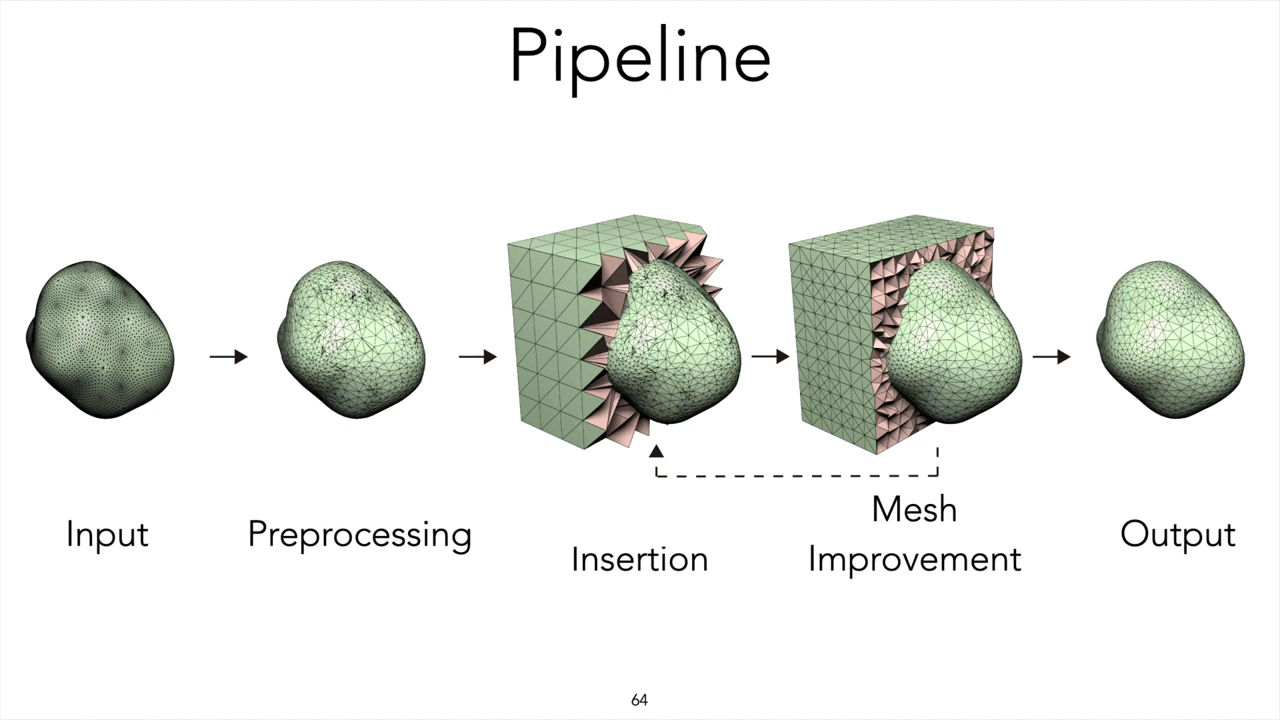 Pipeline
Input
Preprocessing
Insertion
Mesh
Improvement
Output
64